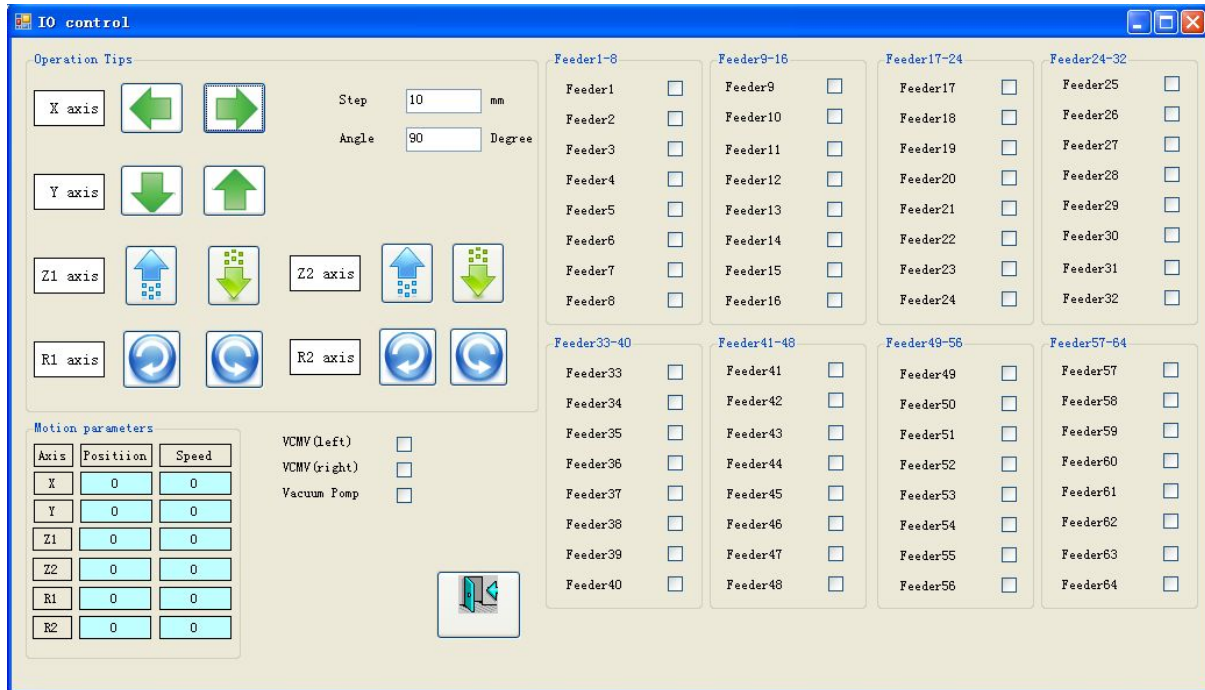 IO control
Operation Tips
X axis
Step 10 mm
Angle 90 Degree
Y axis
Z1 axis
Z2 axis
R1 axis
R2 axis
Motion parameters
Axis Positiion Speed
X 0 0
Y 0 0
Z1 0 0
Z2 0 0
R1 0 0
R2 0 0
VCMV(left)
VCMV(right)
Vacuum Pomp
Feeder1-8
Feeder1
Feeder2
Feeder3
Feeder4
Feeder5
Feeder6
Feeder7
Feeder8
Feeder9-16
Feeder9
Feeder10
Feeder11
Feeder12
Feeder13
Feeder14
Feeder15
Feeder16
Feeder17-24
Feeder17
Feeder18
Feeder19
Feeder20
Feeder21
Feeder22
Feeder23
Feeder24
Feeder24-32
Feeder25
Feeder26
Feeder27
Feeder28
Feeder29
Feeder30
Feeder31
Feeder32
Feeder33-40
Feeder33
Feeder34
Feeder35
Feeder36
Feeder37
Feeder38
Feeder39
Feeder40
Feeder41-48
Feeder41
Feeder42
Feeder43
Feeder44
Feeder45
Feeder46
Feeder47
Feeder48
Feeder49-56
Feeder49
Feeder50
Feeder51
Feeder52
Feeder53
Feeder54
Feeder55
Feeder56
Feeder57-64
Feeder57
Feeder58
Feeder59
Feeder60
Feeder61
Feeder62
Feeder63
Feeder64